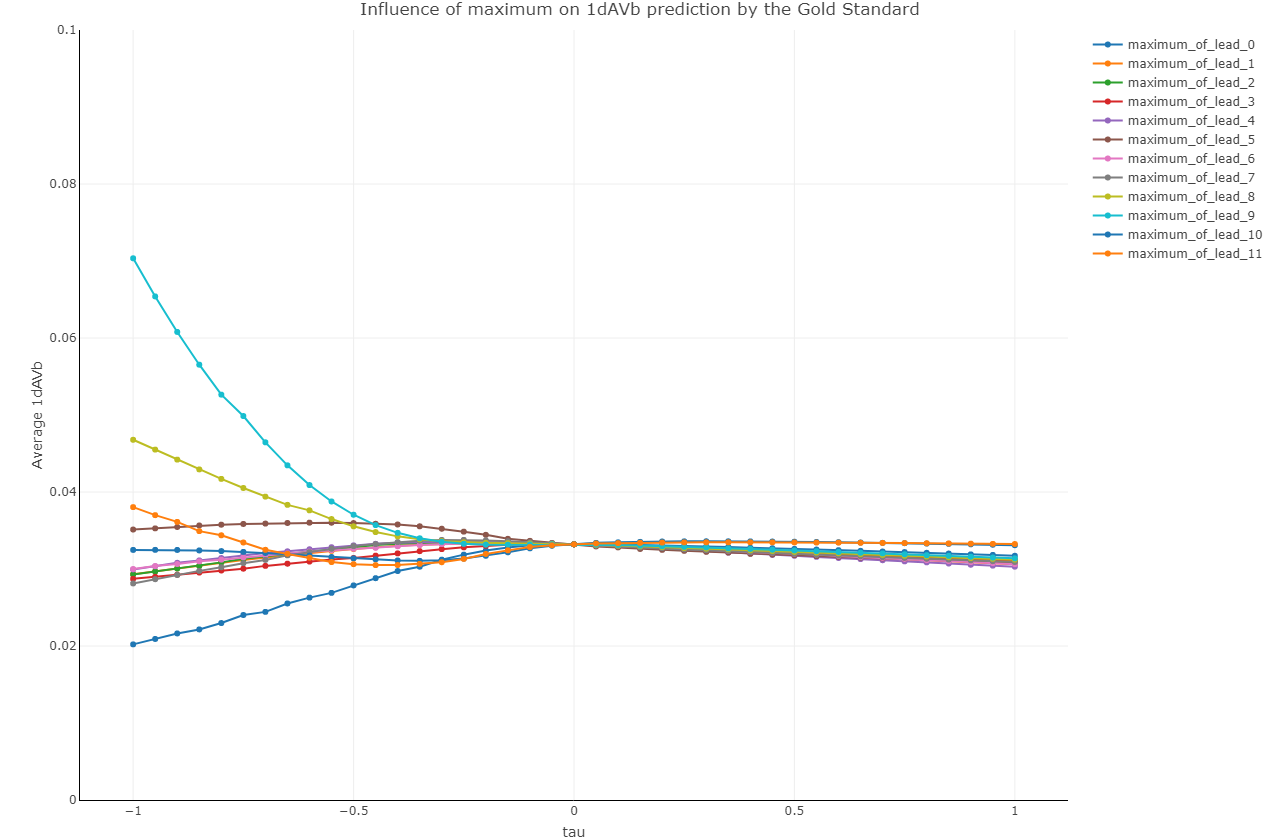 Influence of maximum on 1dAVb prediction by the Gold Standard
0.1
0.08
0.06
0.04
0.02
0
Average 1dAVb
−1
−0.5
0
0.5
1
tau
maximum_of_lead_0
maximum_of_lead_1
maximum_of_lead_2
maximum_of_lead_3
maximum_of_lead_4
maximum_of_lead_5
maximum_of_lead_6
maximum_of_lead_7
maximum_of_lead_8
maximum_of_lead_9
maximum_of_lead_10
maximum_of_lead_11